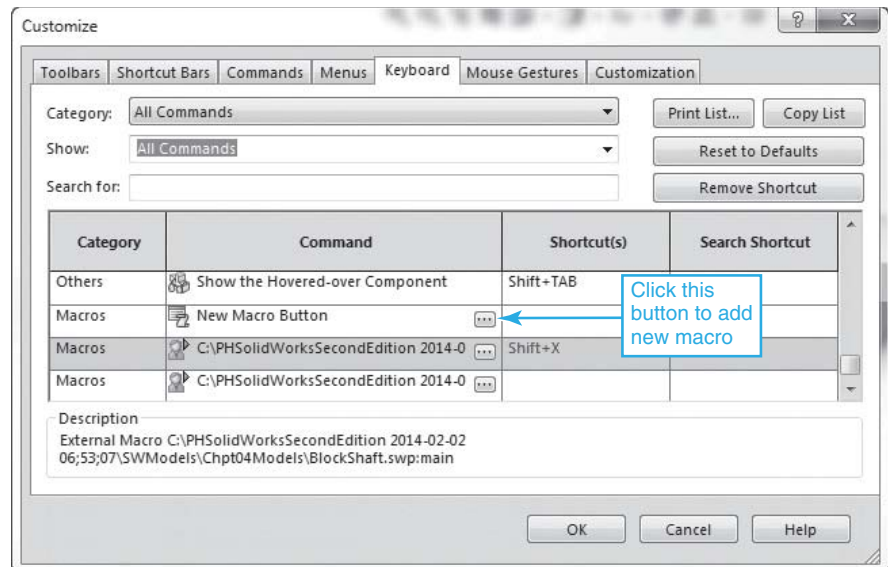 Customize
Toolbars Shortcut Bars Commands Menus Keyboard Mouse Gestures Customization
Category: All Commands Print List... Copy List
Show: All Commands Reset to Defaults
Search for: Remove Shortcut
Category Command Shortcut(s) Search Shortcut
Others Show the Hovered-over Component Shift+TAB
Macros New Macro Button ...
Click this
button to add
new macro
Macros C:\PHSolidWorksSecondEdition 2014-0 ... Shift+X
Macros C:\PHSolidWorksSecondEdition 2014-0 ...
Description
External Macro C:\PHSolidWorksSecondEdition 2014-02-02
06;53;07\SWModels\Chpt04Models\BlockShaft.swp:main
OK Cancel Help